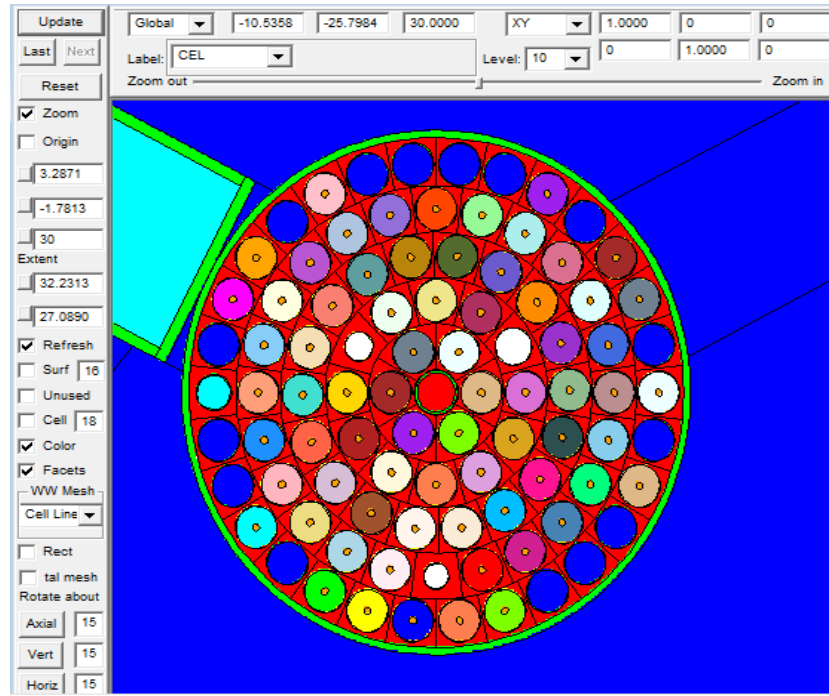 Update
Global -10.5358 -25.7984 30.0000 XY 1.0000 0 0
Last Next
Label: CEL Level: 10 0 1.0000 0
Reset
Zoom out Zoom in
Zoom
Origin
3.2871
-1.7813
30
Extent
32.2313
27.0890
Refresh
Surf 16
Unused
Cell 18
Color
Facets
WW Mesh
Cell Line
Rect
tal mesh
Rotate about
Axial 15
Vert 15
Horiz 15